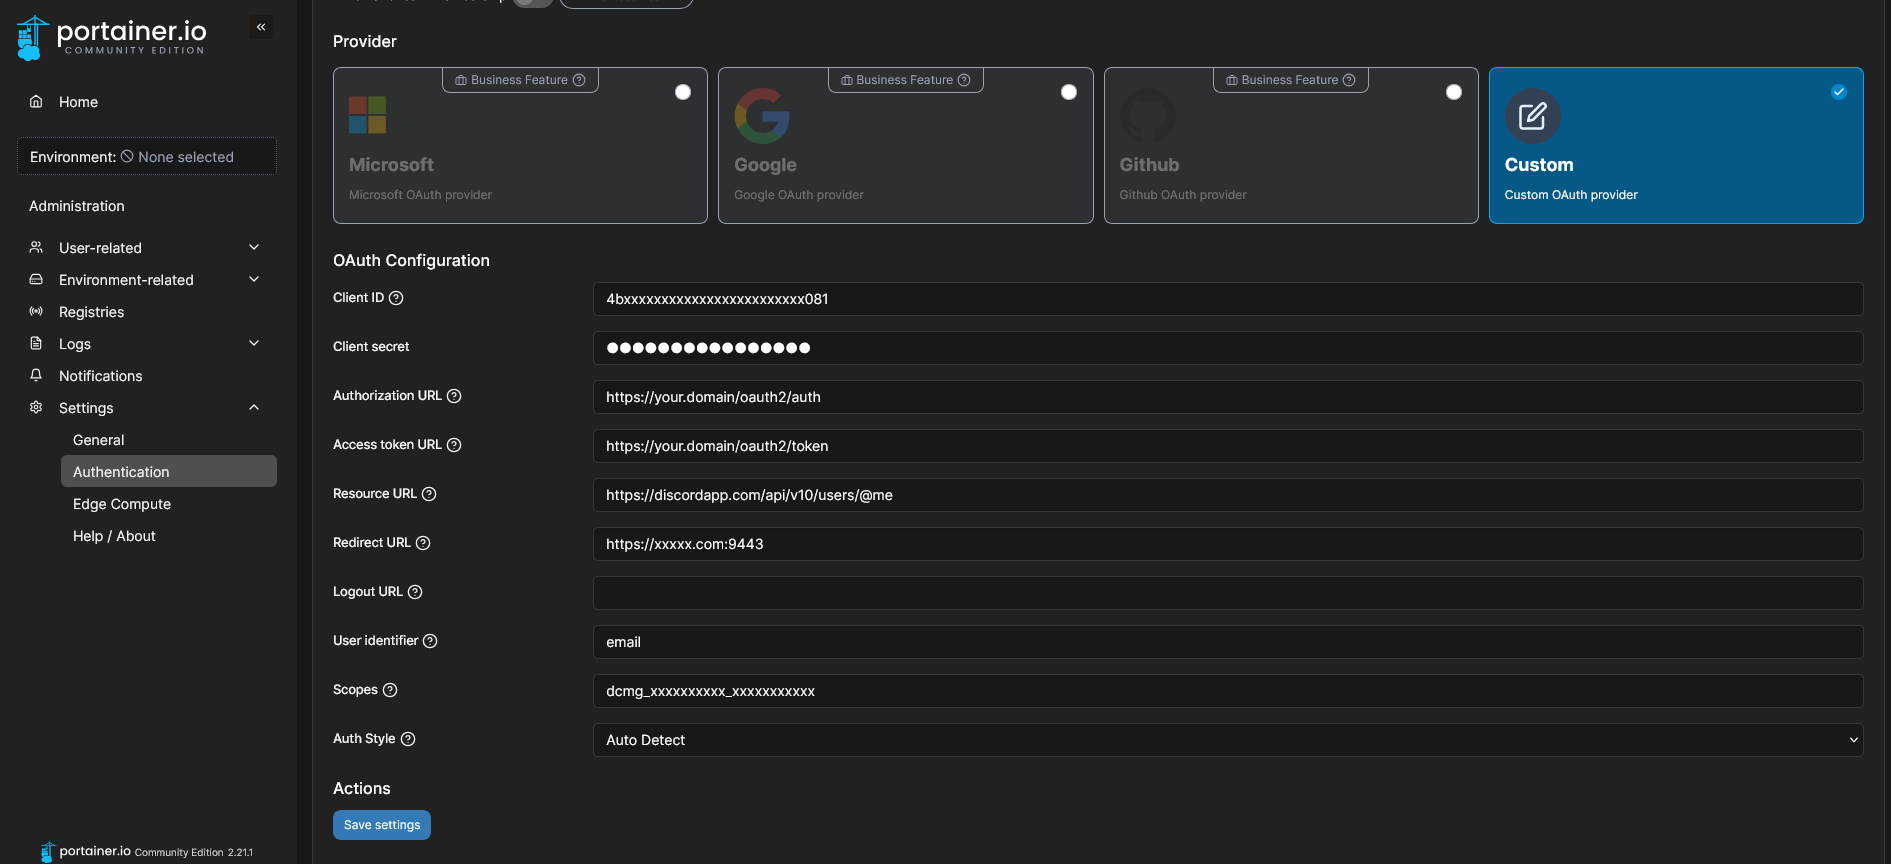 portainer.io
COMMUNITY EDITION
Home
Environment: None selected
Administration
User-related
Environment-related
Registries
Logs
Notifications
Settings
General
Authentication
Edge Compute
Help / About
portainer.io Community Edition 2.21.1
Provider
Business Feature
Microsoft
Microsoft OAuth provider
Business Feature
Google
Google OAuth provider
Business Feature
Github
Github OAuth provider
Custom
Custom OAuth provider
OAuth Configuration
Client ID
4bxxxxxxxxxxxxxxxxxxxxxxxx081
Client secret
●●●●●●●●●●●●●●●●
Authorization URL
https://your.domain/oauth2/auth
Access token URL
https://your.domain/oauth2/token
Resource URL
https://discordapp.com/api/v10/users/@me
Redirect URL
https://xxxxx.com:9443
Logout URL
User identifier
email
Scopes
dcmg_xxxxxxxxxx_xxxxxxxxxxx
Auth Style
Auto Detect
Actions
Save settings